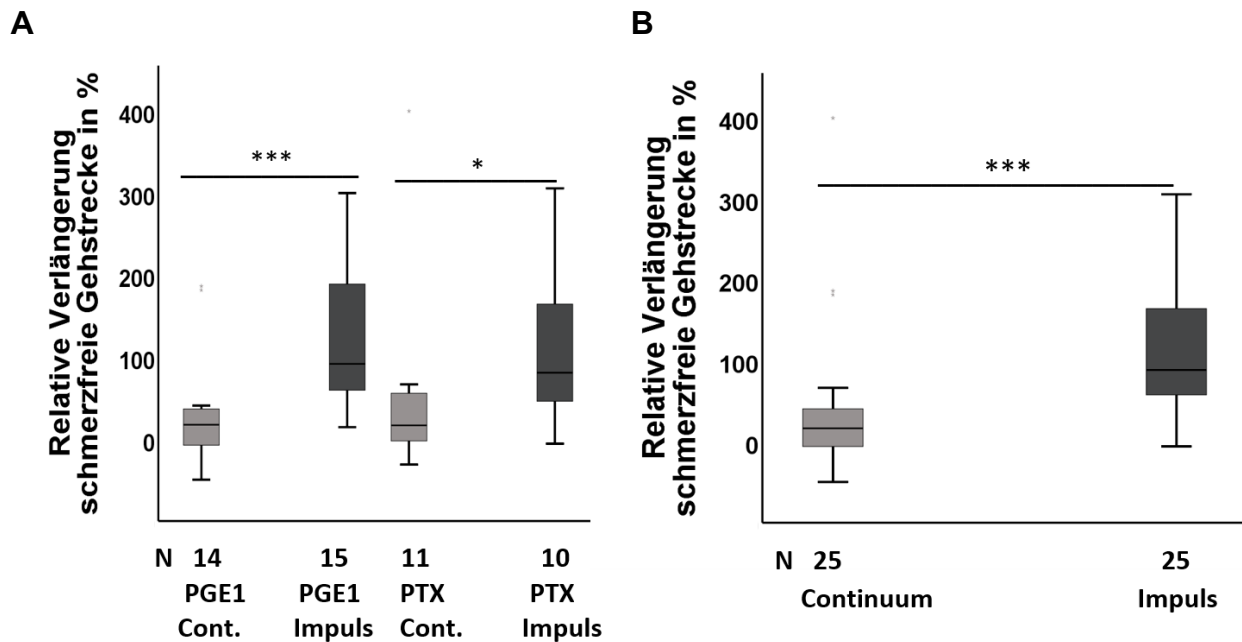 A
Relative Verlängerung
schmerzfreie Gehstrecke in %
400
300
200
100
0
***
*
N 14 15 11 10
PGE1 PGE1 PTX PTX
Cont. Impuls Cont. Impuls
B
Relative Verlängerung
schmerzfreie Gehstrecke in %
400
300
200
100
0
***
N 25 25
Continuum Impuls